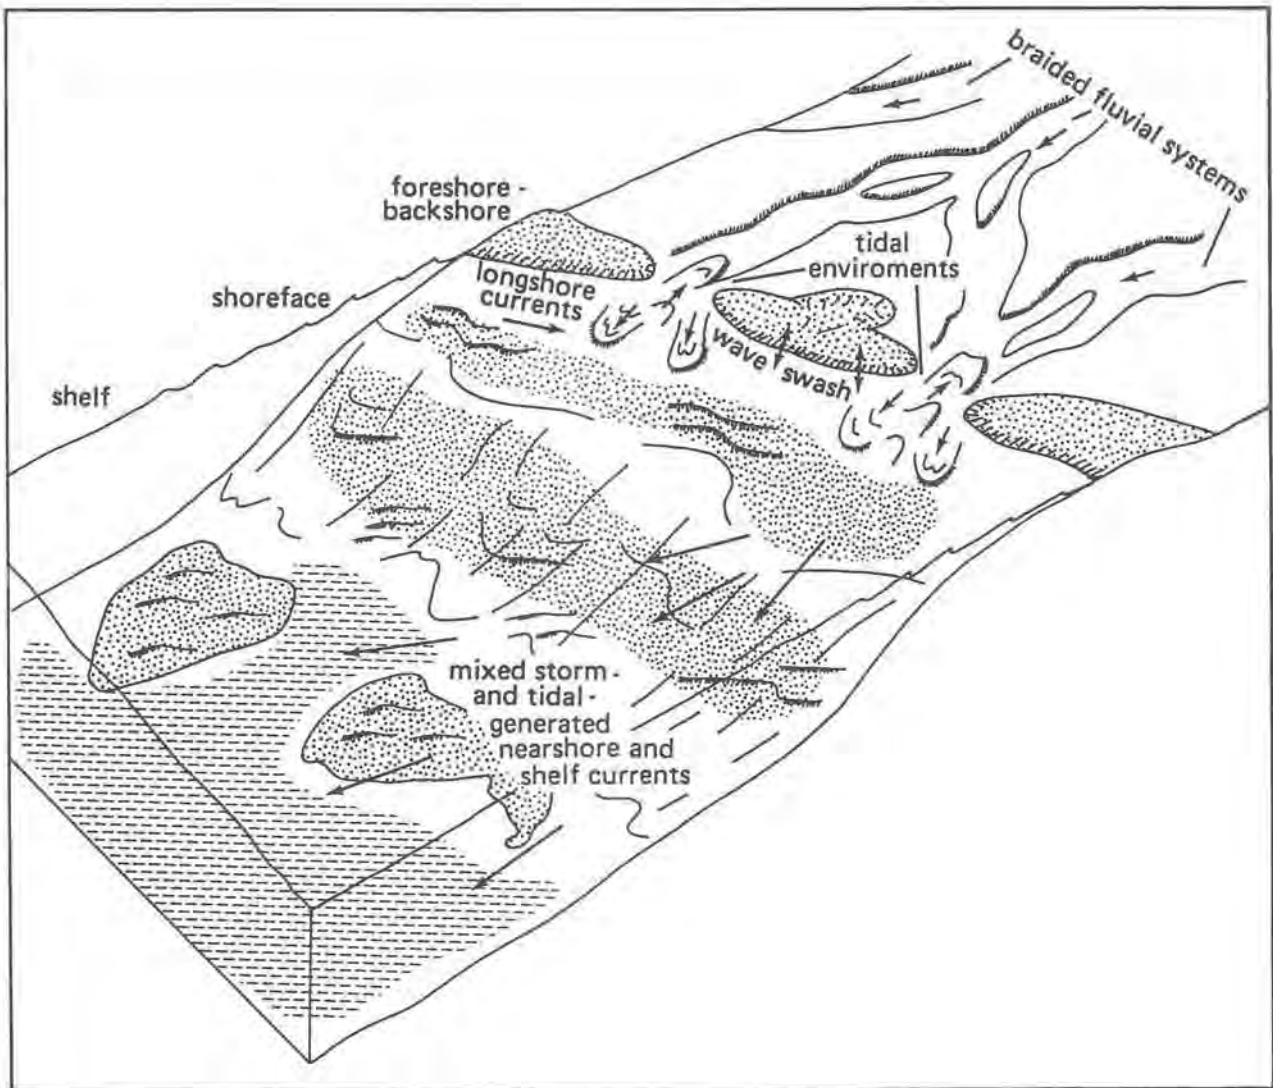 braided fluvial systems
foreshore -
backshore
tidal
enviroments
longshore
currents
shoreface
wave swash
shelf
mixed storm -
and tidal -
generated
nearshore and
shelf currents